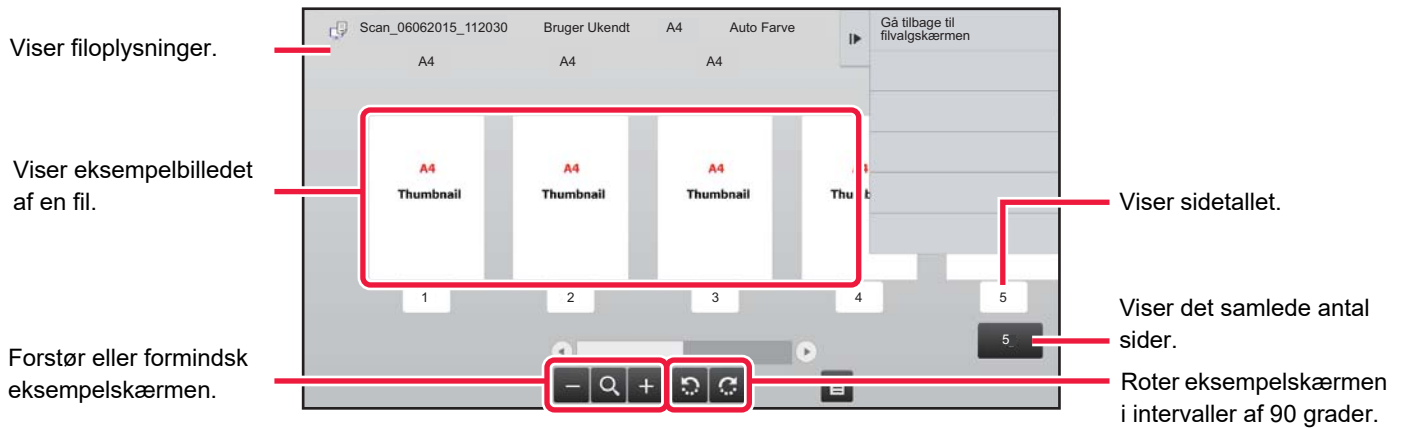 Viser filoplysninger.
Scan_06062015_112030 Bruger Ukendt A4 Auto Farve
Gå tilbage til
filvalgskærmen
A4 A4 A4
Viser eksempelbilledet
af en fil.
A4 A4 A4
Thumbnail Thumbnail Thumbnail
Viser sidetallet.
1 2 3 4 5
Viser det samlede antal
sider.
5
Forstør eller formindsk
eksempelskærmen.
Roter eksempelskærmen
i intervaller af 90 grader.